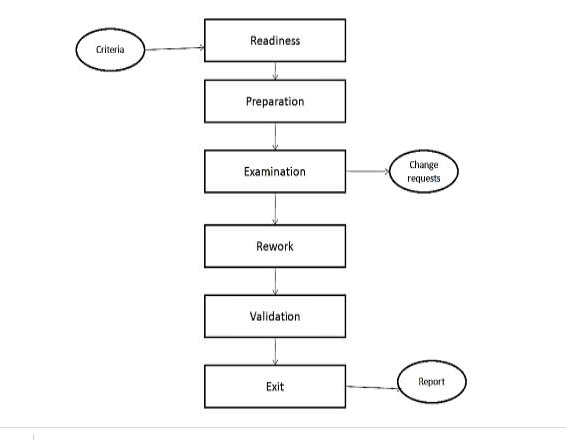 Criteria
Readiness
Preparation
Examination
Change
requests
Rework
Validation
Exit
Report